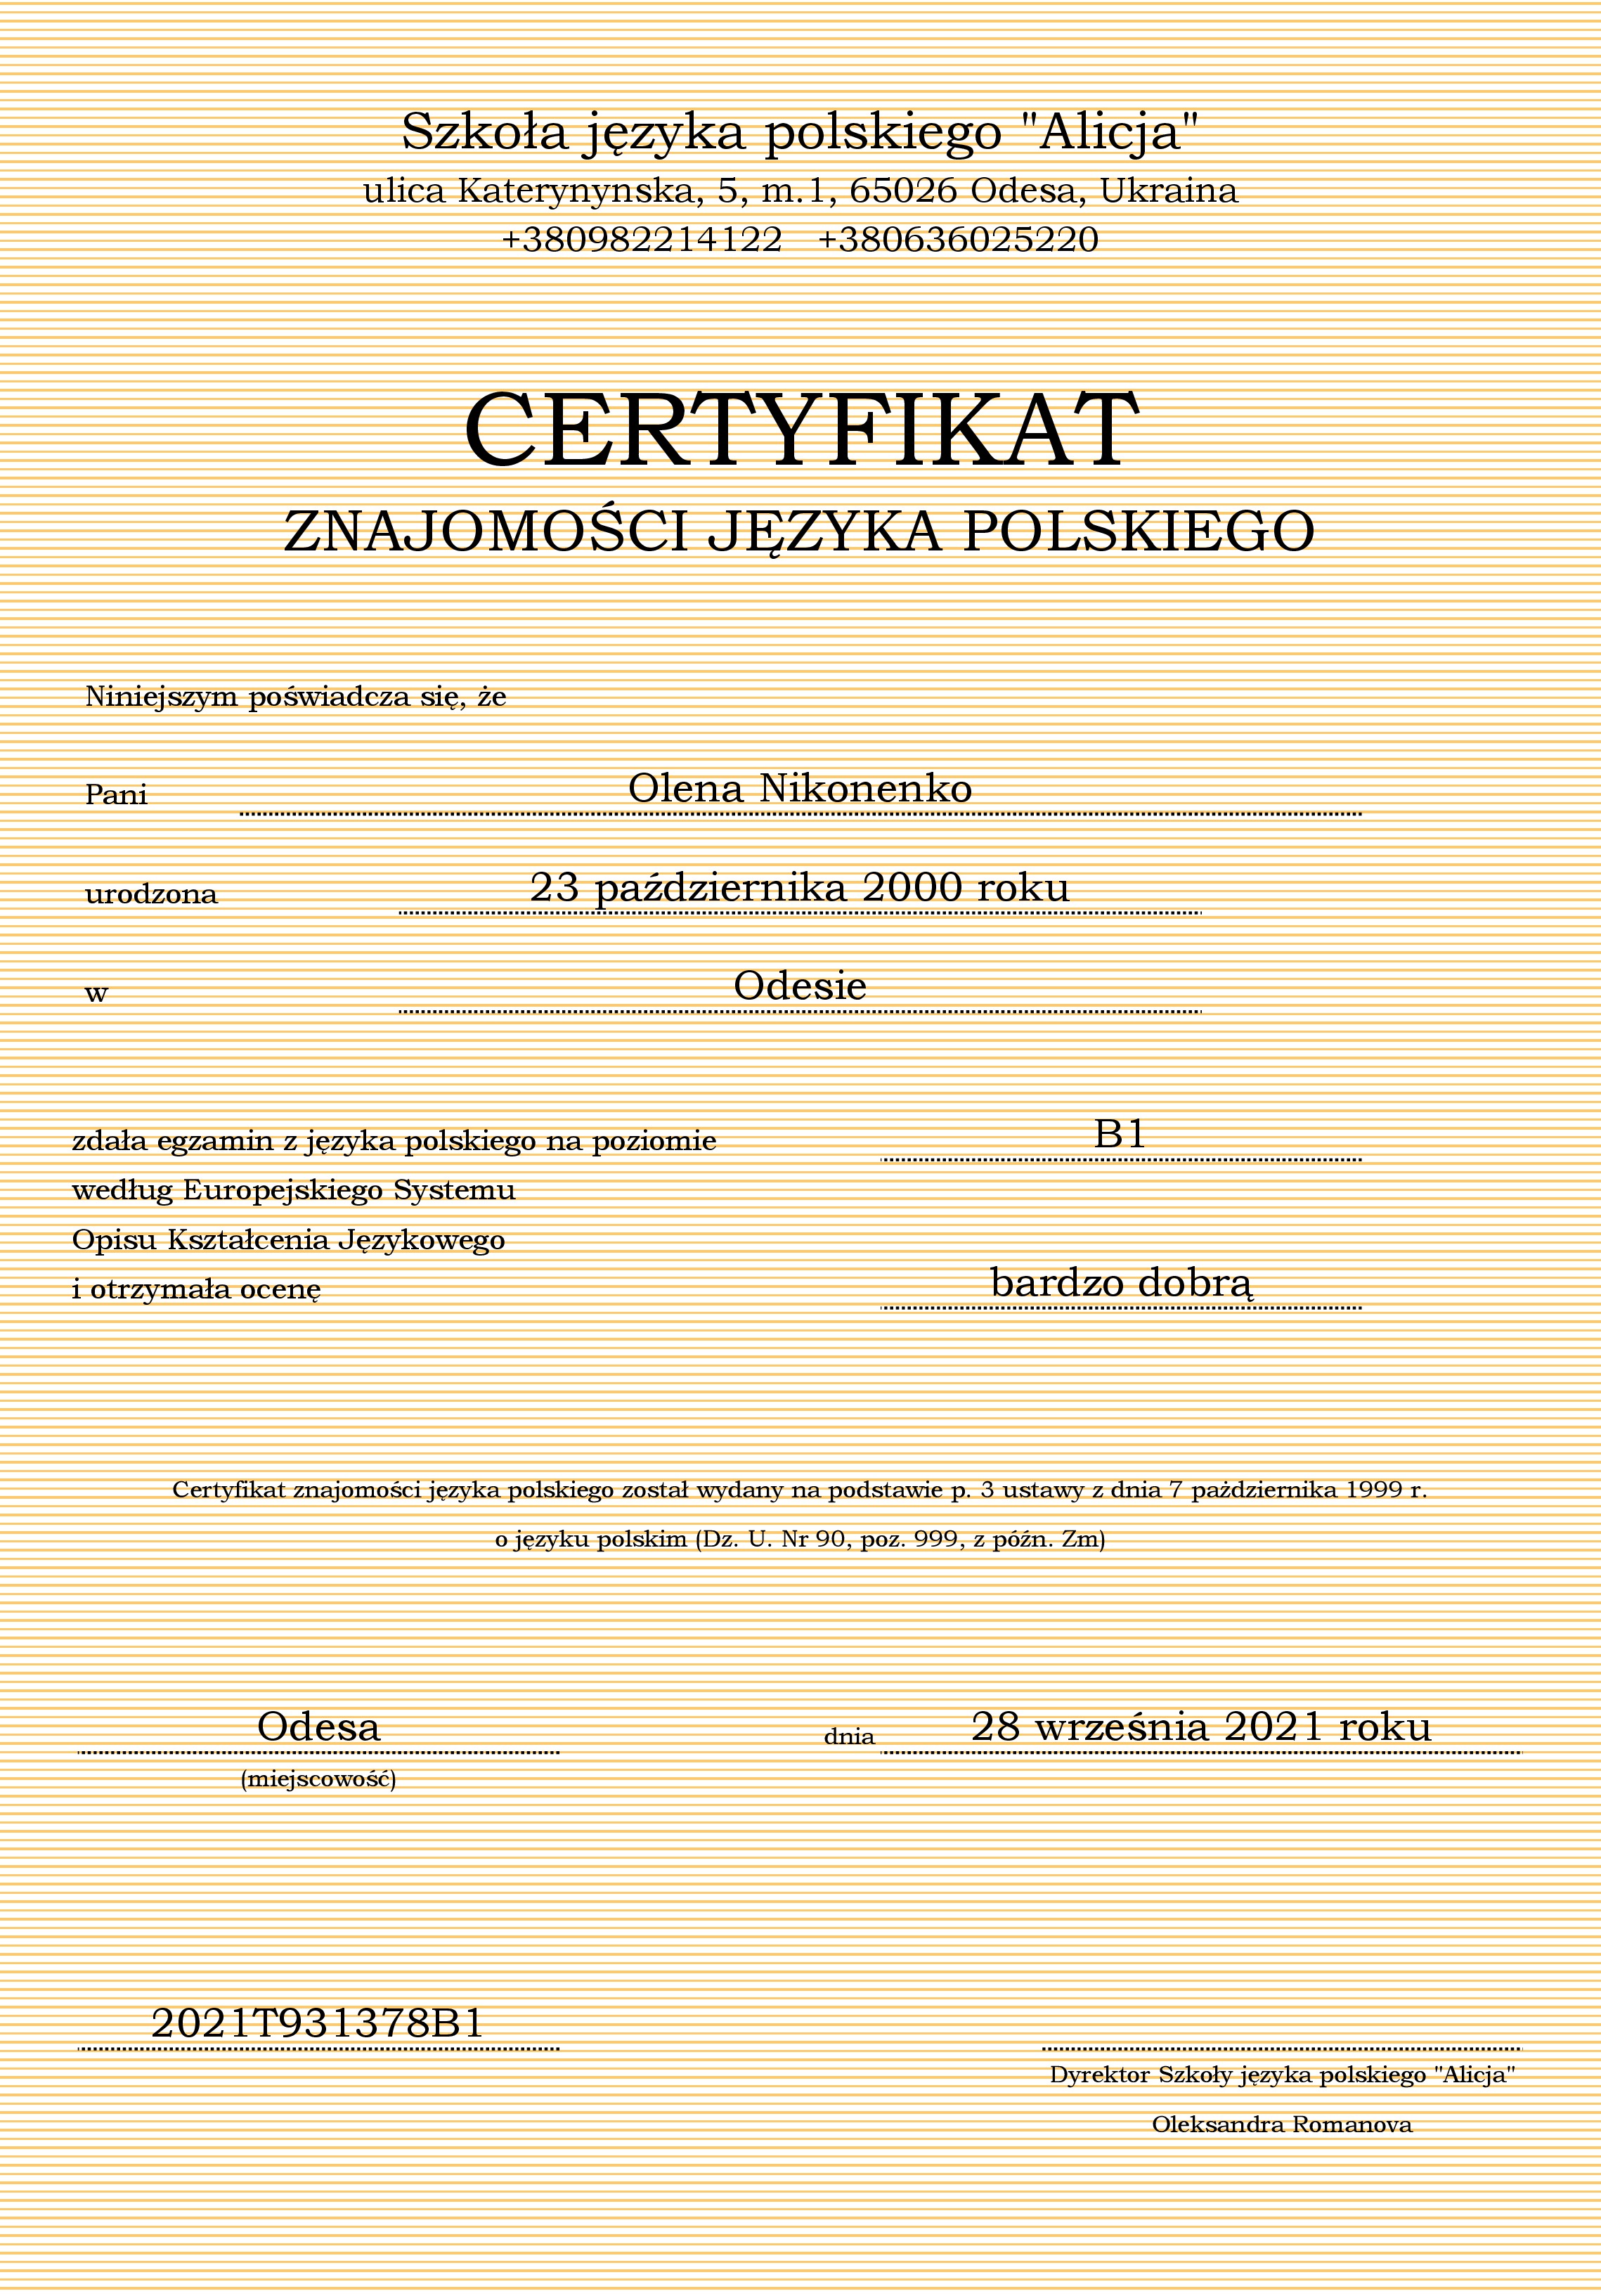 Szkoła języka polskiego "Alicja"
ulica Katerynynska, 5, m.1, 65026 Odesa, Ukraina
+380982214122 +380636025220
CERTYFIKAT
ZNAJOMOŚCI JĘZYKA POLSKIEGO
Niniejszym poświadcza się, że
Pani Olena Nikonenko
urodzona 23 października 2000 roku
w Odesie
zdała egzamin z języka polskiego na poziomie B1
według Europejskiego Systemu
Opisu Kształcenia Językowego
i otrzymała ocenę bardzo dobrą
Certyfikat znajomości języka polskiego został wydany na podstawie p. 3 ustawy z dnia 7 pażdziernika 1999 r.
o języku polskim (Dz. U. Nr 90, poz. 999, z późn. Zm)
Odesa dnia 28 września 2021 roku
(miejscowość)
2021T931378B1
Dyrektor Szkoły języka polskiego "Alicja"
Oleksandra Romanova